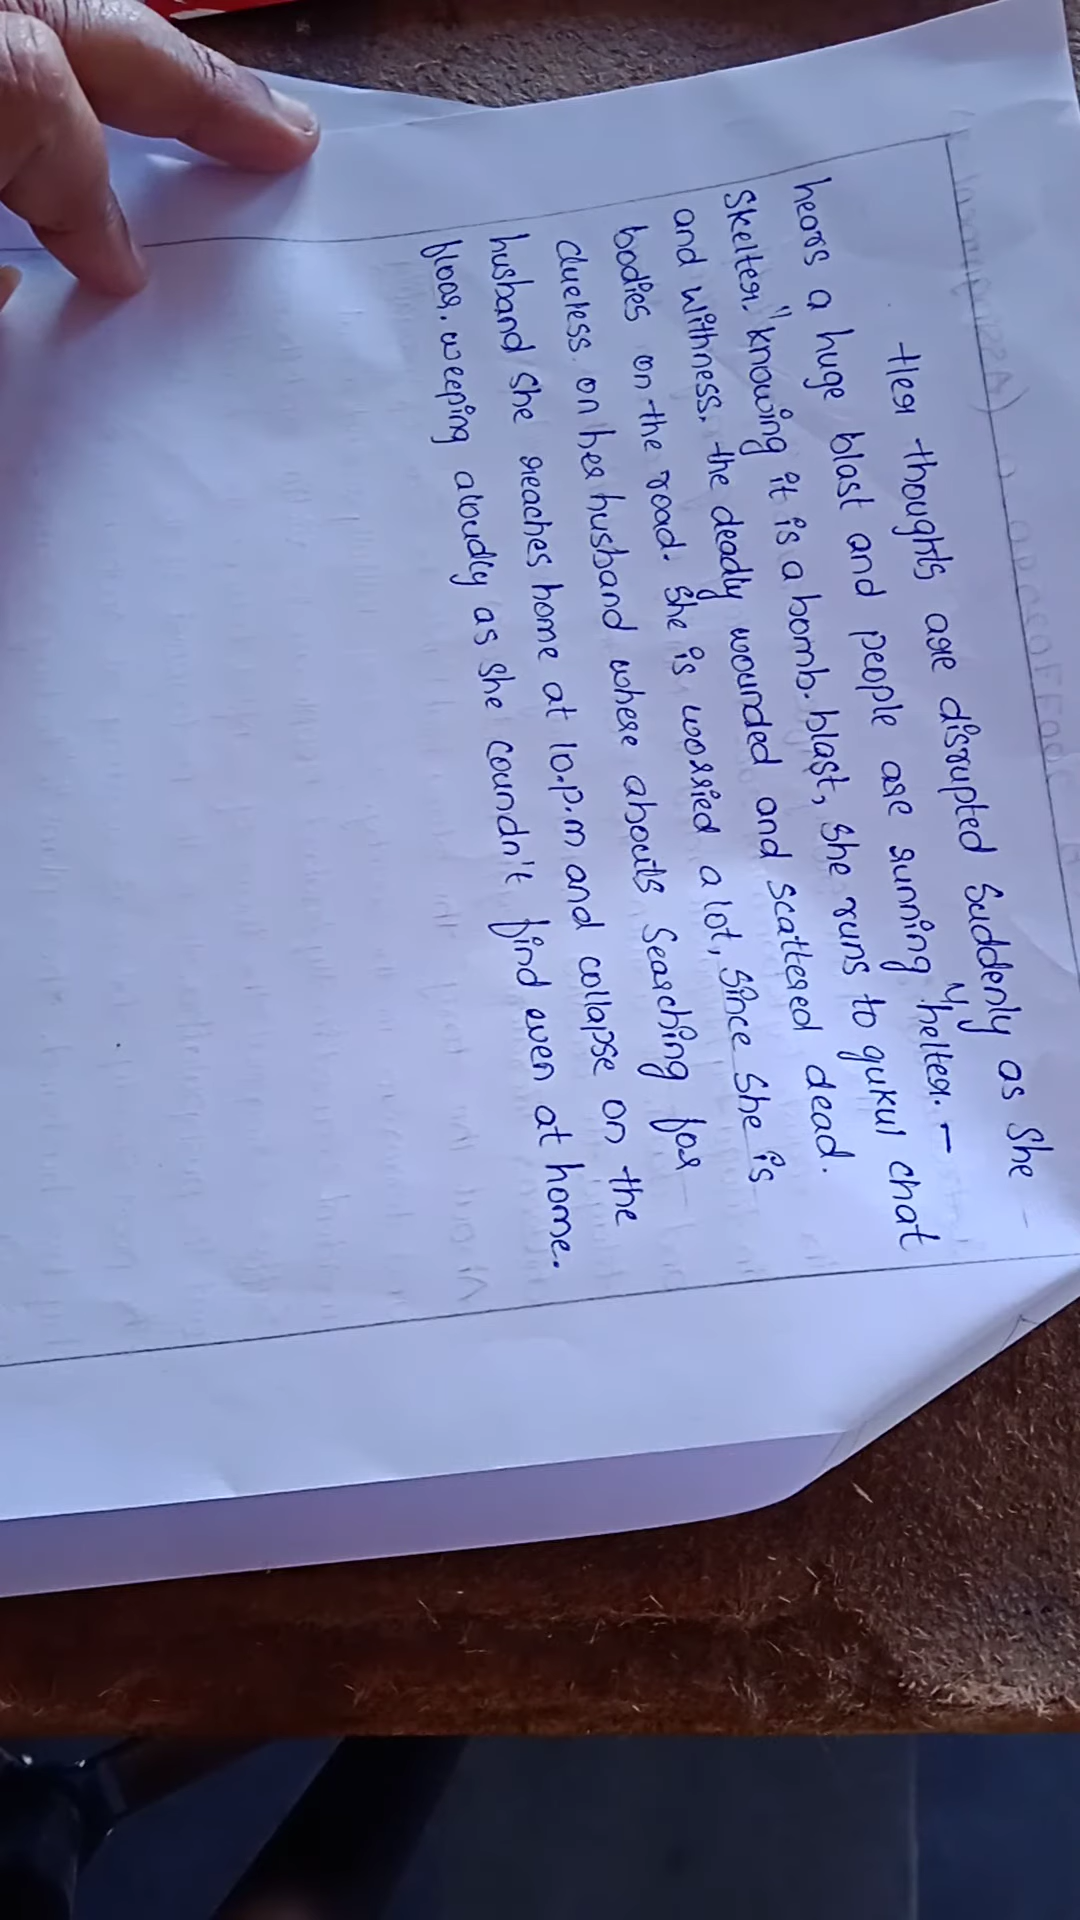 Her thoughts are disrupted suddenly as she
hears a huge blast and people are running "helter. -
skelter." knowing it is a bomb. blast, she runs to gukul chat
and withness. the deadly wounded and scattered dead.
bodies on the road. she is worried a lot, since she is
clueless on her husband where abouts searching for
husband she reaches home at 10.p.m and collapse on the
floor. weeping aloudly as she coundn't find even at home.